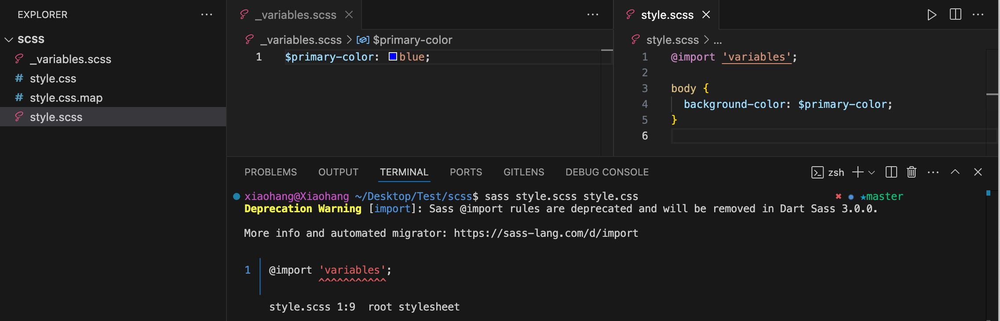 EXPLORER
scss
_variables.scss
style.css
style.css.map
style.scss
_variables.scss
_variables.scss > $primary-color
1 $primary-color: blue;
style.scss
style.scss > ...
1 @import 'variables';
2
3 body {
4 background-color: $primary-color;
5 }
6
PROBLEMS OUTPUT TERMINAL PORTS GITLENS DEBUG CONSOLE zsh
xiaohang@Xiaohang ~/Desktop/Test/scss$ sass style.scss style.css ✖ ✹ ★master
Deprecation Warning [import]: Sass @import rules are deprecated and will be removed in Dart Sass 3.0.0.
More info and automated migrator: https://sass-lang.com/d/import
1 @import 'variables';
^^^^^^^^^^^
style.scss 1:9 root stylesheet